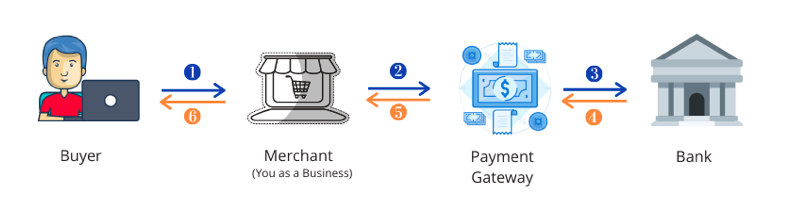 1
2
3
6
5
4
$
Buyer
Merchant
(You as a Business)
Payment
Gateway
Bank